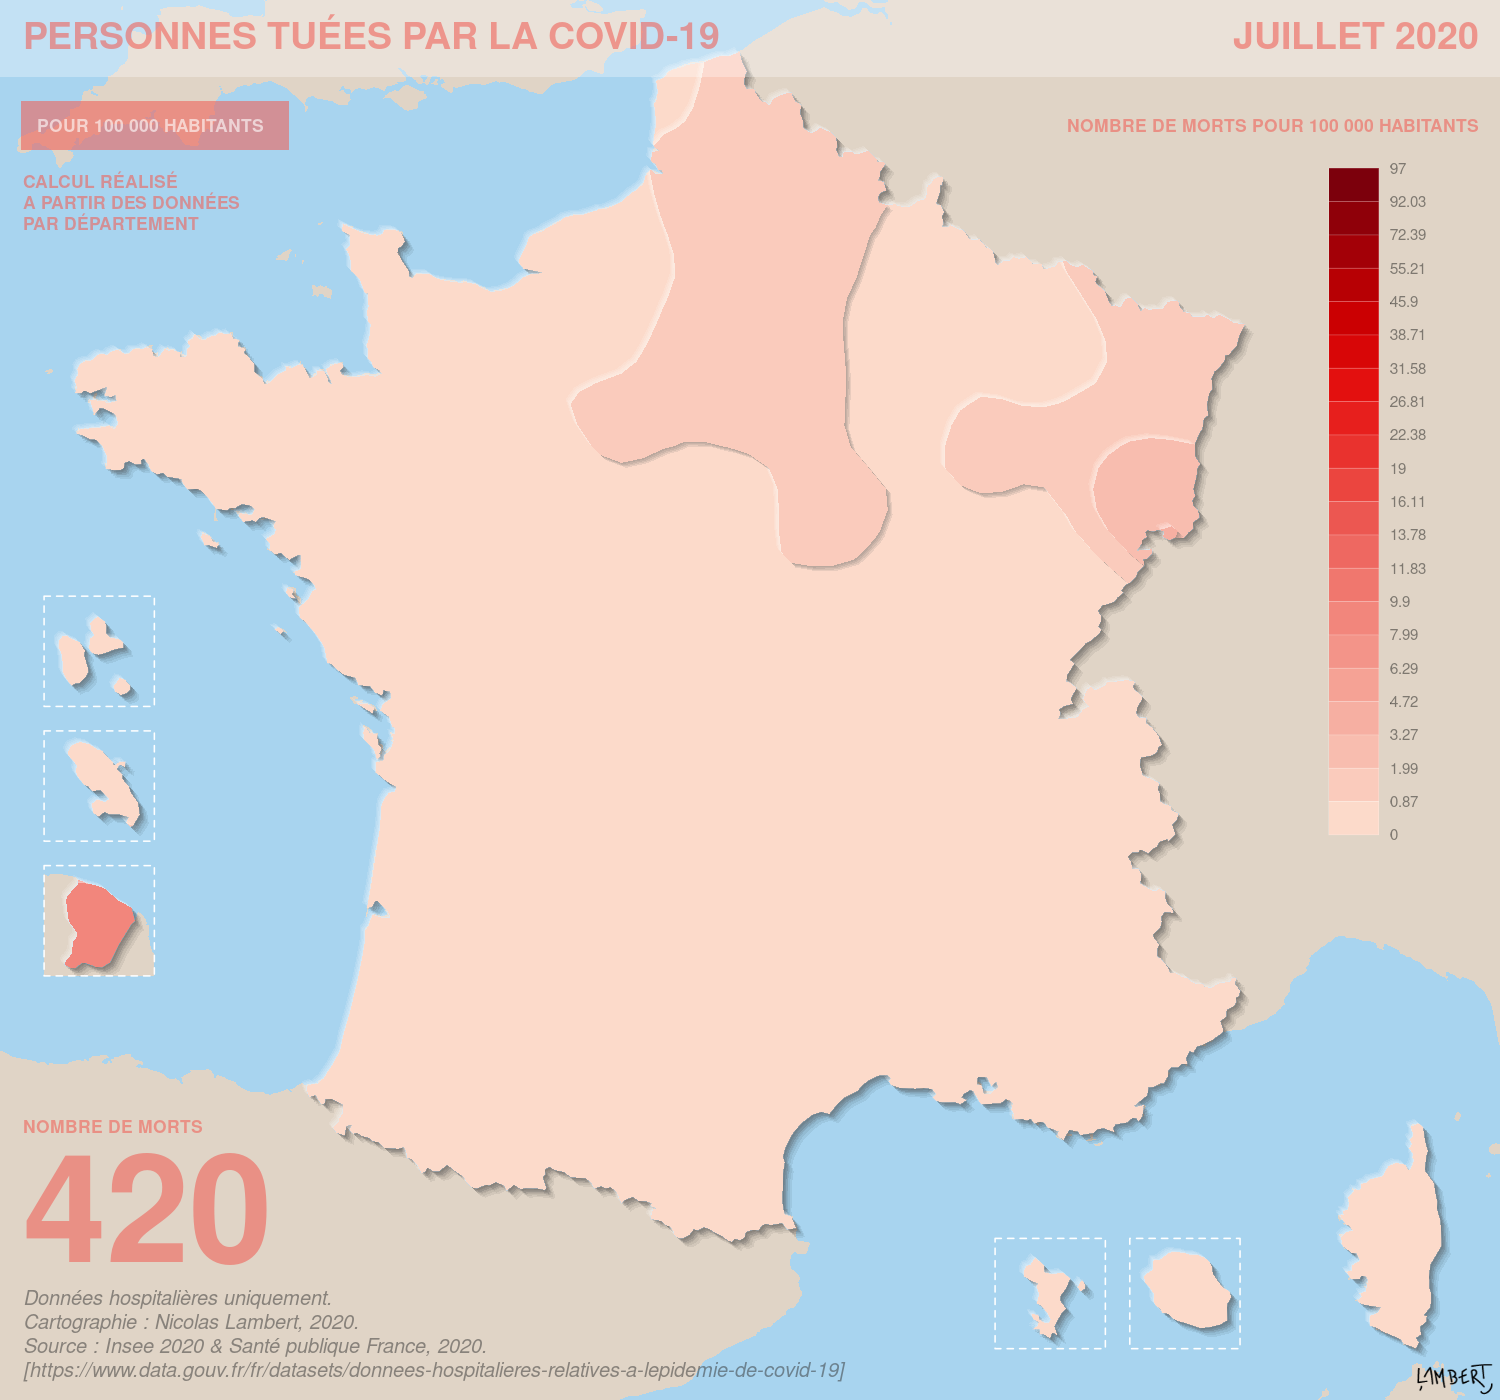 PERSONNES TUÉES PAR LA COVID-19
JUILLET 2020
POUR 100 000 HABITANTS
CALCUL RÉALISÉ
A PARTIR DES DONNÉES
PAR DÉPARTEMENT
NOMBRE DE MORTS POUR 100 000 HABITANTS
97
92.03
72.39
55.21
45.9
38.71
31.58
26.81
22.38
19
16.11
13.78
11.83
9.9
7.99
6.29
4.72
3.27
1.99
0.87
0
NOMBRE DE MORTS
420
Données hospitalières uniquement.
Cartographie : Nicolas Lambert, 2020.
Source : Insee 2020 & Santé publique France, 2020.
[https://www.data.gouv.fr/fr/datasets/donnees-hospitalieres-relatives-a-lepidemie-de-covid-19]
LAMBERT